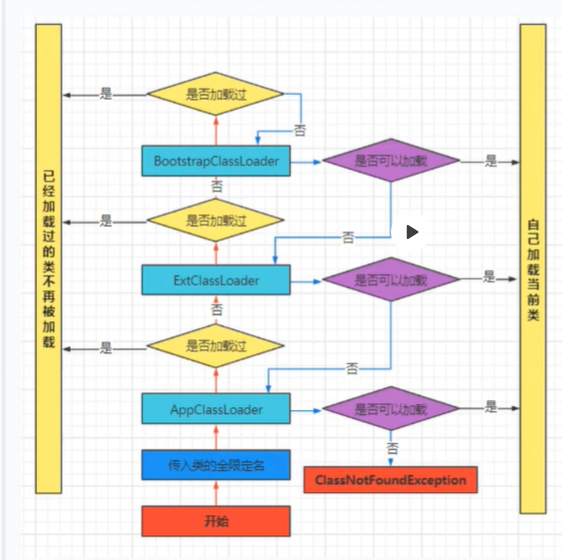 是否加载过
是
否
BootstrapClassLoader
是否可以加载
是
否
是否加载过
是
否
ExtClassLoader
是否可以加载
是
否
是否加载过
是
否
AppClassLoader
是否可以加载
是
否
传入类的全限定名
ClassNotFoundException
开始
已经加载过的类不再被加载
自己加载当前类